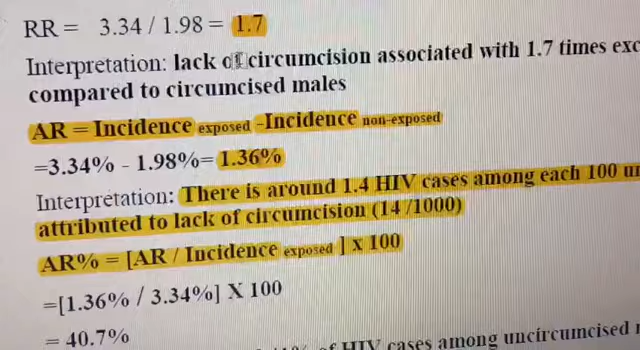 RR = 3.34 / 1.98 = 1.7
Interpretation: lack of circumcision associated with 1.7 times
compared to circumcised males
AR = Incidence exposed -Incidence non-exposed
=3.34% - 1.98%= 1.36%
Interpretation: There is around 1.4 HIV cases among each 100
attributed to lack of circumcision (14 /1000)
AR% = [AR / Incidence exposed ] x 100
=[1.36% / 3.34%] X 100
= 40.7%
of HIV cases among uncircumcised